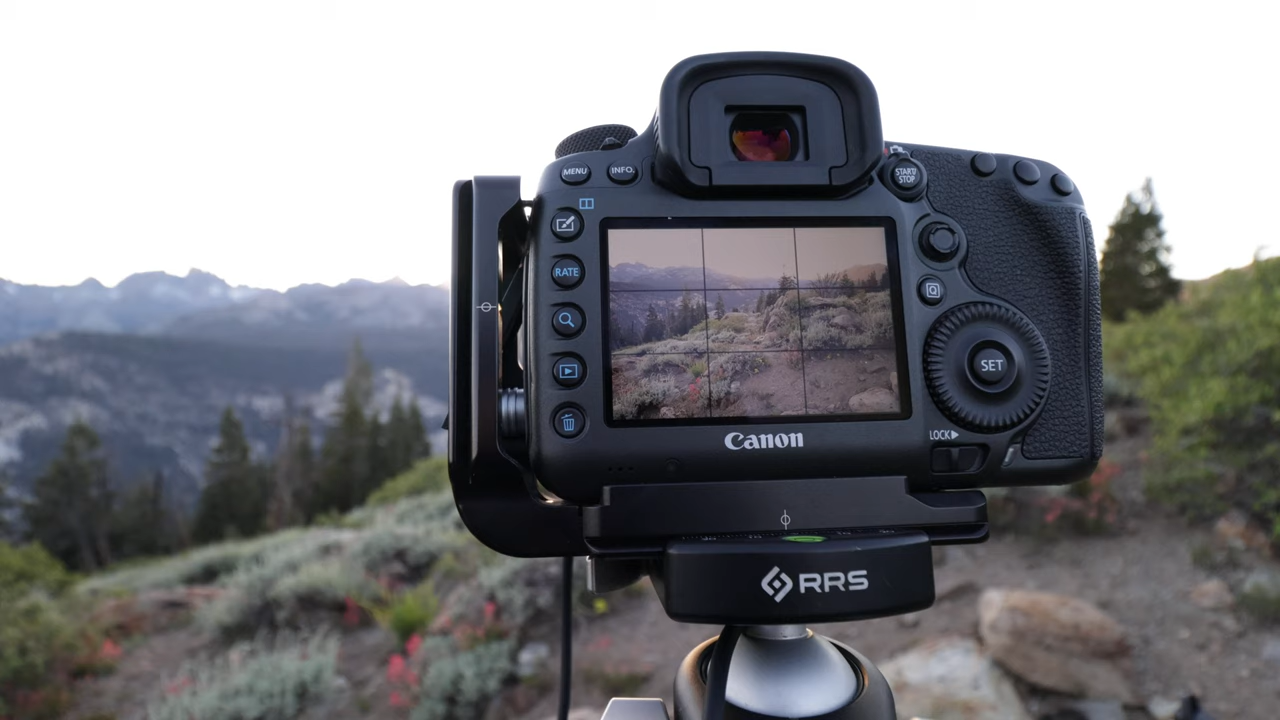 MENU INFO.
START/
STOP
RATE
Q
SET
Canon
LOCK
RRS